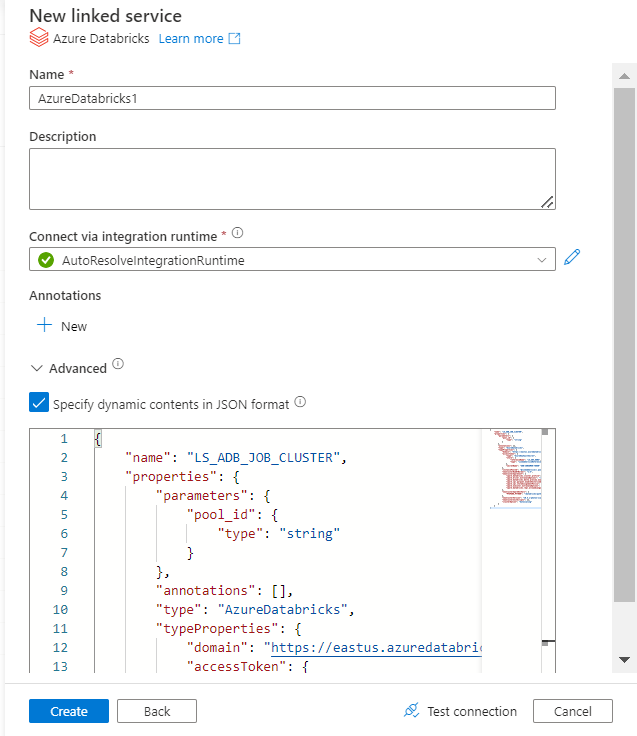 New linked service
Azure Databricks Learn more
Name *
AzureDatabricks1
Description
Connect via integration runtime *
AutoResolveIntegrationRuntime
Annotations
New
Advanced
Specify dynamic contents in JSON format
1 {
2 "name": "LS_ADB_JOB_CLUSTER",
3 "properties": {
4 "parameters": {
5 "pool_id": {
6 "type": "string"
7 }
8 },
9 "annotations": [],
10 "type": "AzureDatabricks",
11 "typeProperties": {
12 "domain": "https://eastus.azuredatabric
13 "accessToken": {
Create Back Test connection Cancel